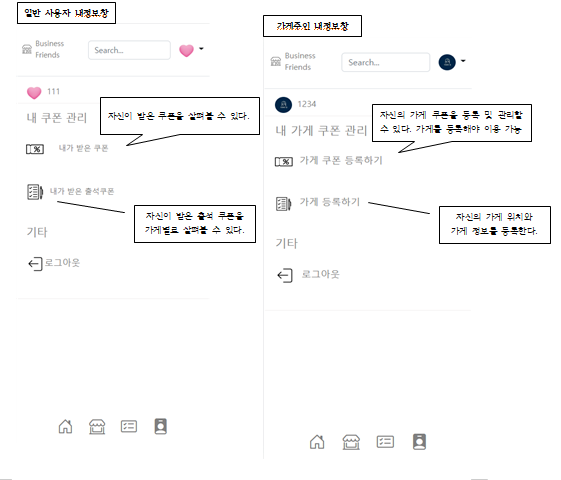 일반 사용자 내정보창
Business
Friends
Search...
111
내 쿠폰 관리
자신이 받은 쿠폰을 살펴볼 수 있다.
내가 받은 쿠폰
내가 받은 출석쿠폰
자신이 받은 출석 쿠폰을
가게별로 살펴볼 수 있다.
기타
로그아웃
가게주인 내정보창
Business
Friends
Search...
1234
내 가게 쿠폰 관리
자신의 가게 쿠폰을 등록 및 관리할
수 있다. 가게를 등록해야 이용 가능
가게 쿠폰 등록하기
가게 등록하기
자신의 가게 위치와
가게 정보를 등록한다.
기타
로그아웃